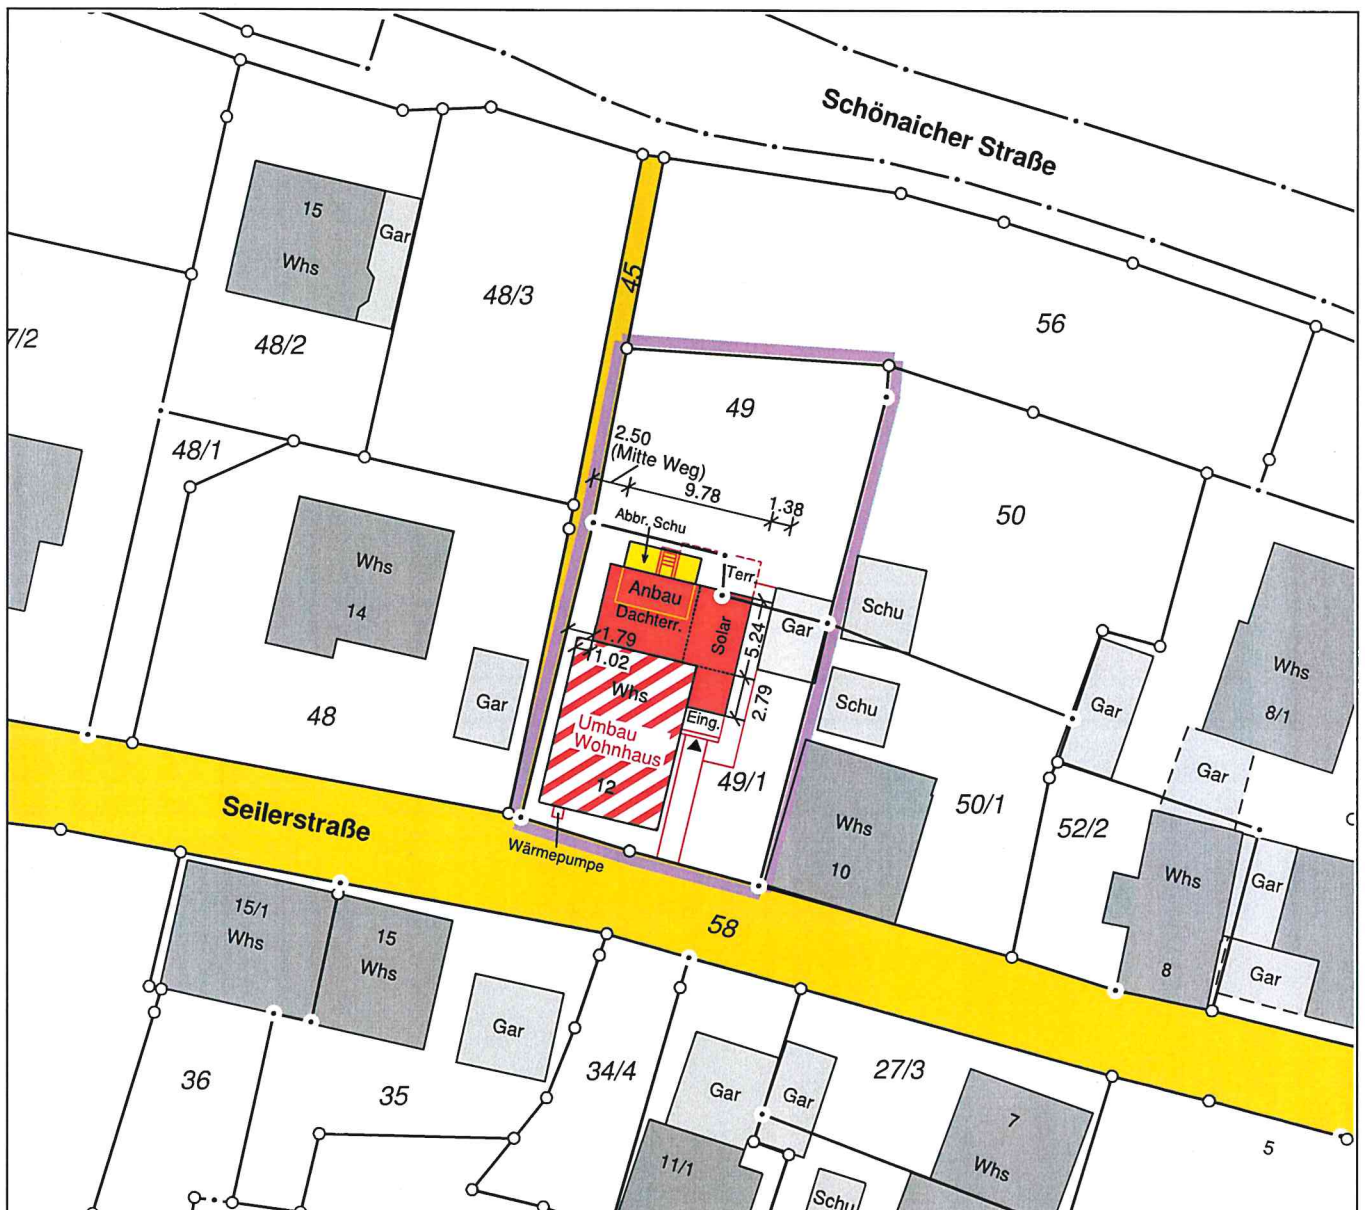 Schönaicher Straße
15
Gar
Whs
48/3
45
56
7/2
48/2
49
2.50
(Mitte Weg)
9.78
1.38
48/1
50
Abbr. Schu
Whs
14
Terr.
Anbau
Dachterr.
Solar
5.24
Gar
Schu
1.79
1.02
Whs
2.79
Schu
Gar
Whs
8/1
Gar
48
Eing.
Umbau
Wohnhaus
12
49/1
Gar
50/1
52/2
Seilerstraße
Wärmepumpe
Whs
10
Whs
8
Gar
Gar
58
15/1
Whs
15
Whs
Gar
36
35
34/4
27/3
Gar
Gar
7
Whs
5
11/1
Schu